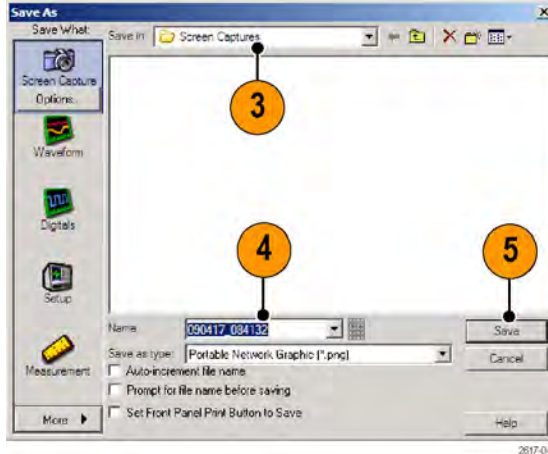 Save As
Save What:
Save in:
Screen Captures
Screen Capture
Options...
3
Waveform
Digitals
4
5
Setup
Name
090417_084132
Save
Save as type:
Portable Network Graphic (*.png)
Cancel
Measurement
Auto-increment file name
Prompt for file name before saving
Set Front Panel Print Button to Save
More
Help